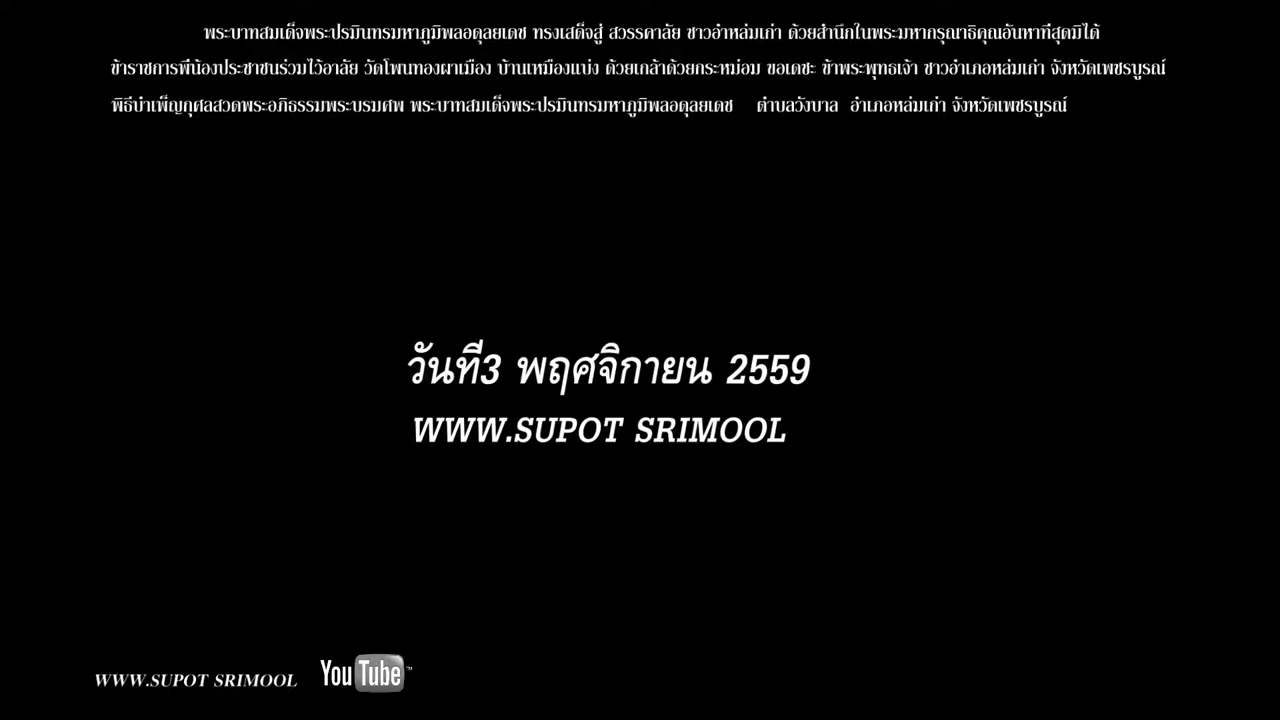 พระบาทสมเด็จพระปรมินทรมหาภูมิพลอดุลยเดช ทรงเสด็จสู่ สวรรคาลัย ชาวอำหล่มเก่า ด้วยสำนึกในพระมหากรุณาธิคุณอันหาที่สุดมิได้
ข้าราชการพี่น้องประชาชนร่วมไว้อาลัย วัดโพนทองผาเมือง บ้านเหมืองแบ่ง ด้วยเกล้าด้วยกระหม่อม ขอเดชะ ข้าพระพุทธเจ้า ชาวอำเภอหล่มเก่า จังหวัดเพชรบูรณ์
พิธีบำเพ็ญกุศลสวดพระอภิธรรมพระบรมศพ พระบาทสมเด็จพระปรมินทรมหาภูมิพลอดุลยเดช ตำบลวังบาล อำเภอหล่มเก่า จังหวัดเพชรบูรณ์
วันที่3 พฤศจิกายน 2559
WWW.SUPOT SRIMOOL
WWW.SUPOT SRIMOOL YouTube™